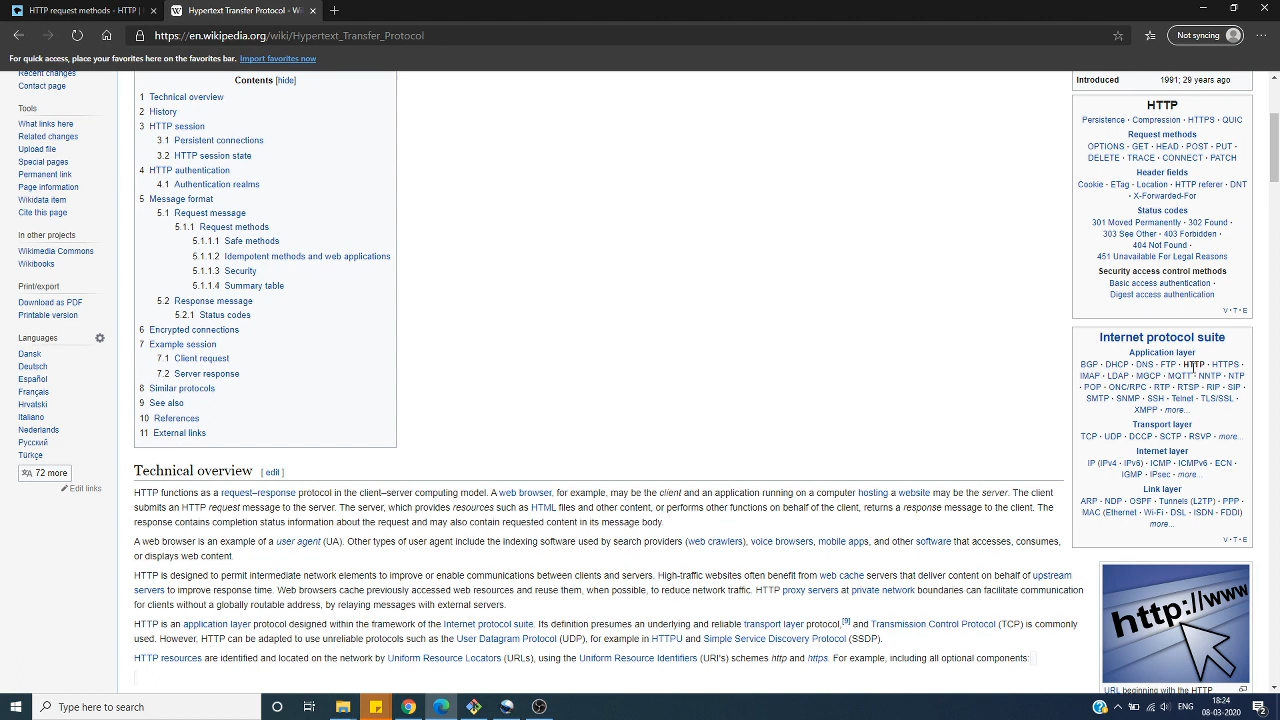 HTTP request methods - HTTP |
Hypertext Transfer Protocol - Wi
https://en.wikipedia.org/wiki/Hypertext_Transfer_Protocol
Not syncing
For quick access, place your favorites here on the favorites bar. Import favorites now
Recent changes
Contact page
Tools
What links here
Related changes
Upload file
Special pages
Permanent link
Page information
Wikidata item
Cite this page
In other projects
Wikimedia Commons
Wikibooks
Print/export
Download as PDF
Printable version
Languages
Dansk
Deutsch
Español
Français
Hrvatski
Italiano
Nederlands
Русский
Türkçe
72 more
Edit links
Contents [hide]
1 Technical overview
2 History
3 HTTP session
3.1 Persistent connections
3.2 HTTP session state
4 HTTP authentication
4.1 Authentication realms
5 Message format
5.1 Request message
5.1.1 Request methods
5.1.1.1 Safe methods
5.1.1.2 Idempotent methods and web applications
5.1.1.3 Security
5.1.1.4 Summary table
5.2 Response message
5.2.1 Status codes
6 Encrypted connections
7 Example session
7.1 Client request
7.2 Server response
8 Similar protocols
9 See also
10 References
11 External links
Technical overview [ edit ]
HTTP functions as a request–response protocol in the client–server computing model. A web browser, for example, may be the client and an application running on a computer hosting a website may be the server. The client
submits an HTTP request message to the server. The server, which provides resources such as HTML files and other content, or performs other functions on behalf of the client, returns a response message to the client. The
response contains completion status information about the request and may also contain requested content in its message body.
A web browser is an example of a user agent (UA). Other types of user agent include the indexing software used by search providers (web crawlers), voice browsers, mobile apps, and other software that accesses, consumes,
or displays web content.
HTTP is designed to permit intermediate network elements to improve or enable communications between clients and servers. High-traffic websites often benefit from web cache servers that deliver content on behalf of upstream
servers to improve response time. Web browsers cache previously accessed web resources and reuse them, when possible, to reduce network traffic. HTTP proxy servers at private network boundaries can facilitate communication
for clients without a globally routable address, by relaying messages with external servers.
HTTP is an application layer protocol designed within the framework of the Internet protocol suite. Its definition presumes an underlying and reliable transport layer protocol,[9] and Transmission Control Protocol (TCP) is commonly
used. However, HTTP can be adapted to use unreliable protocols such as the User Datagram Protocol (UDP), for example in HTTPU and Simple Service Discovery Protocol (SSDP).
HTTP resources are identified and located on the network by Uniform Resource Locators (URLs), using the Uniform Resource Identifiers (URI's) schemes http and https. For example, including all optional components:
Introduced 1991; 29 years ago
HTTP
Persistence · Compression · HTTPS · QUIC
Request methods
OPTIONS · GET · HEAD · POST · PUT ·
DELETE · TRACE · CONNECT · PATCH
Header fields
Cookie · ETag · Location · HTTP referer · DNT
· X-Forwarded-For
Status codes
301 Moved Permanently · 302 Found ·
303 See Other · 403 Forbidden ·
404 Not Found ·
451 Unavailable For Legal Reasons
Security access control methods
Basic access authentication ·
Digest access authentication
V · T · E
Internet protocol suite
Application layer
BGP · DHCP · DNS · FTP · HTTP · HTTPS ·
IMAP · LDAP · MGCP · MQTT · NNTP · NTP
· POP · ONC/RPC · RTP · RTSP · RIP · SIP ·
SMTP · SNMP · SSH · Telnet · TLS/SSL ·
XMPP · more...
Transport layer
TCP · UDP · DCCP · SCTP · RSVP · more...
Internet layer
IP (IPv4 · IPv6) · ICMP · ICMPv6 · ECN ·
IGMP · IPsec · more...
Link layer
ARP · NDP · OSPF · Tunnels (L2TP) · PPP ·
MAC (Ethernet · Wi-Fi · DSL · ISDN · FDDI)
more...
V · T · E
http://www
URL beginning with the HTTP
Type here to search
18:24
08-03-2020
2